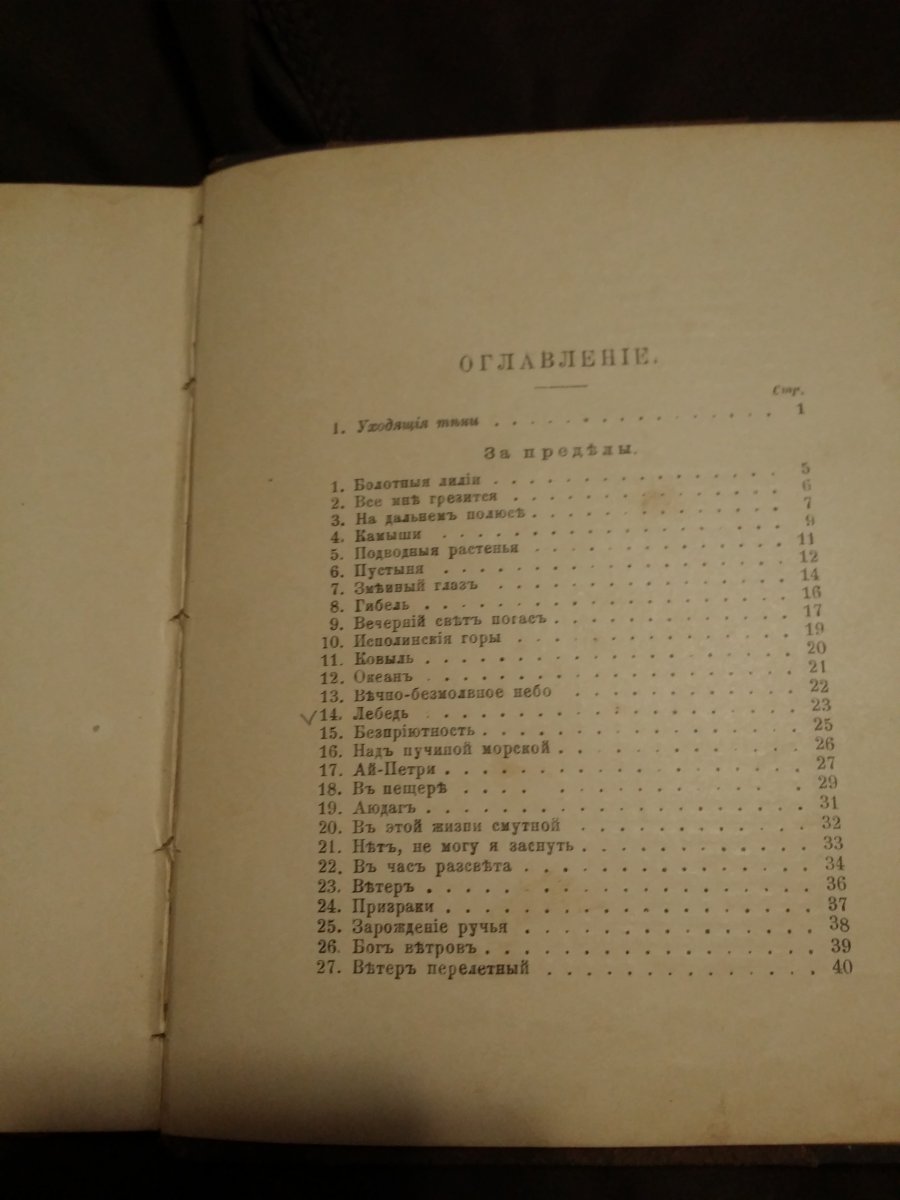 ОГЛАВЛЕНІЕ.
Стр.
1. Уходящія тѣни . . . . . . . . . . . . . . . . 1
За предѣлы.
1. Болотныя лиліи . . . . . . . . . . . . . . . . 5
2. Все мнѣ грезится . . . . . . . . . . . . . . . 6
3. На дальнемъ полюсѣ . . . . . . . . . . . . . . 7
4. Камыши . . . . . . . . . . . . . . . . . . 9
5. Подводныя растенья . . . . . . . . . . . . . . 11
6. Пустыня . . . . . . . . . . . . . . . . . . 12
7. Змѣиный глазъ . . . . . . . . . . . . . . . . 14
8. Гибель . . . . . . . . . . . . . . . . . . . 16
9. Вечерній свѣтъ погасъ . . . . . . . . . . . . . 17
10. Исполинскія горы . . . . . . . . . . . . . . . 19
11. Ковыль . . . . . . . . . . . . . . . . . . . 20
12. Океанъ . . . . . . . . . . . . . . . . . . . 21
13. Вѣчно-безмолвное небо . . . . . . . . . . . . 22
✓14. Лебедь . . . . . . . . . . . . . . . . . . . 23
15. Безпріютность . . . . . . . . . . . . . . . . 25
16. Надъ пучиной морской . . . . . . . . . . . . . 26
17. Ай-Петри . . . . . . . . . . . . . . . . . . 27
18. Въ пещерѣ . . . . . . . . . . . . . . . . . 29
19. Аюдагъ . . . . . . . . . . . . . . . . . . . 31
20. Въ этой жизни смутной . . . . . . . . . . . . 32
21. Нѣтъ, не могу я заснуть . . . . . . . . . . . . 33
22. Въ часъ разсвѣта . . . . . . . . . . . . . . . 34
23. Вѣтеръ . . . . . . . . . . . . . . . . . . . 36
24. Призраки . . . . . . . . . . . . . . . . . . 37
25. Зарожденіе ручья . . . . . . . . . . . . . . . 38
26. Богъ вѣтровъ . . . . . . . . . . . . . . . . . 39
27. Вѣтеръ перелетный . . . . . . . . . . . . . . 40